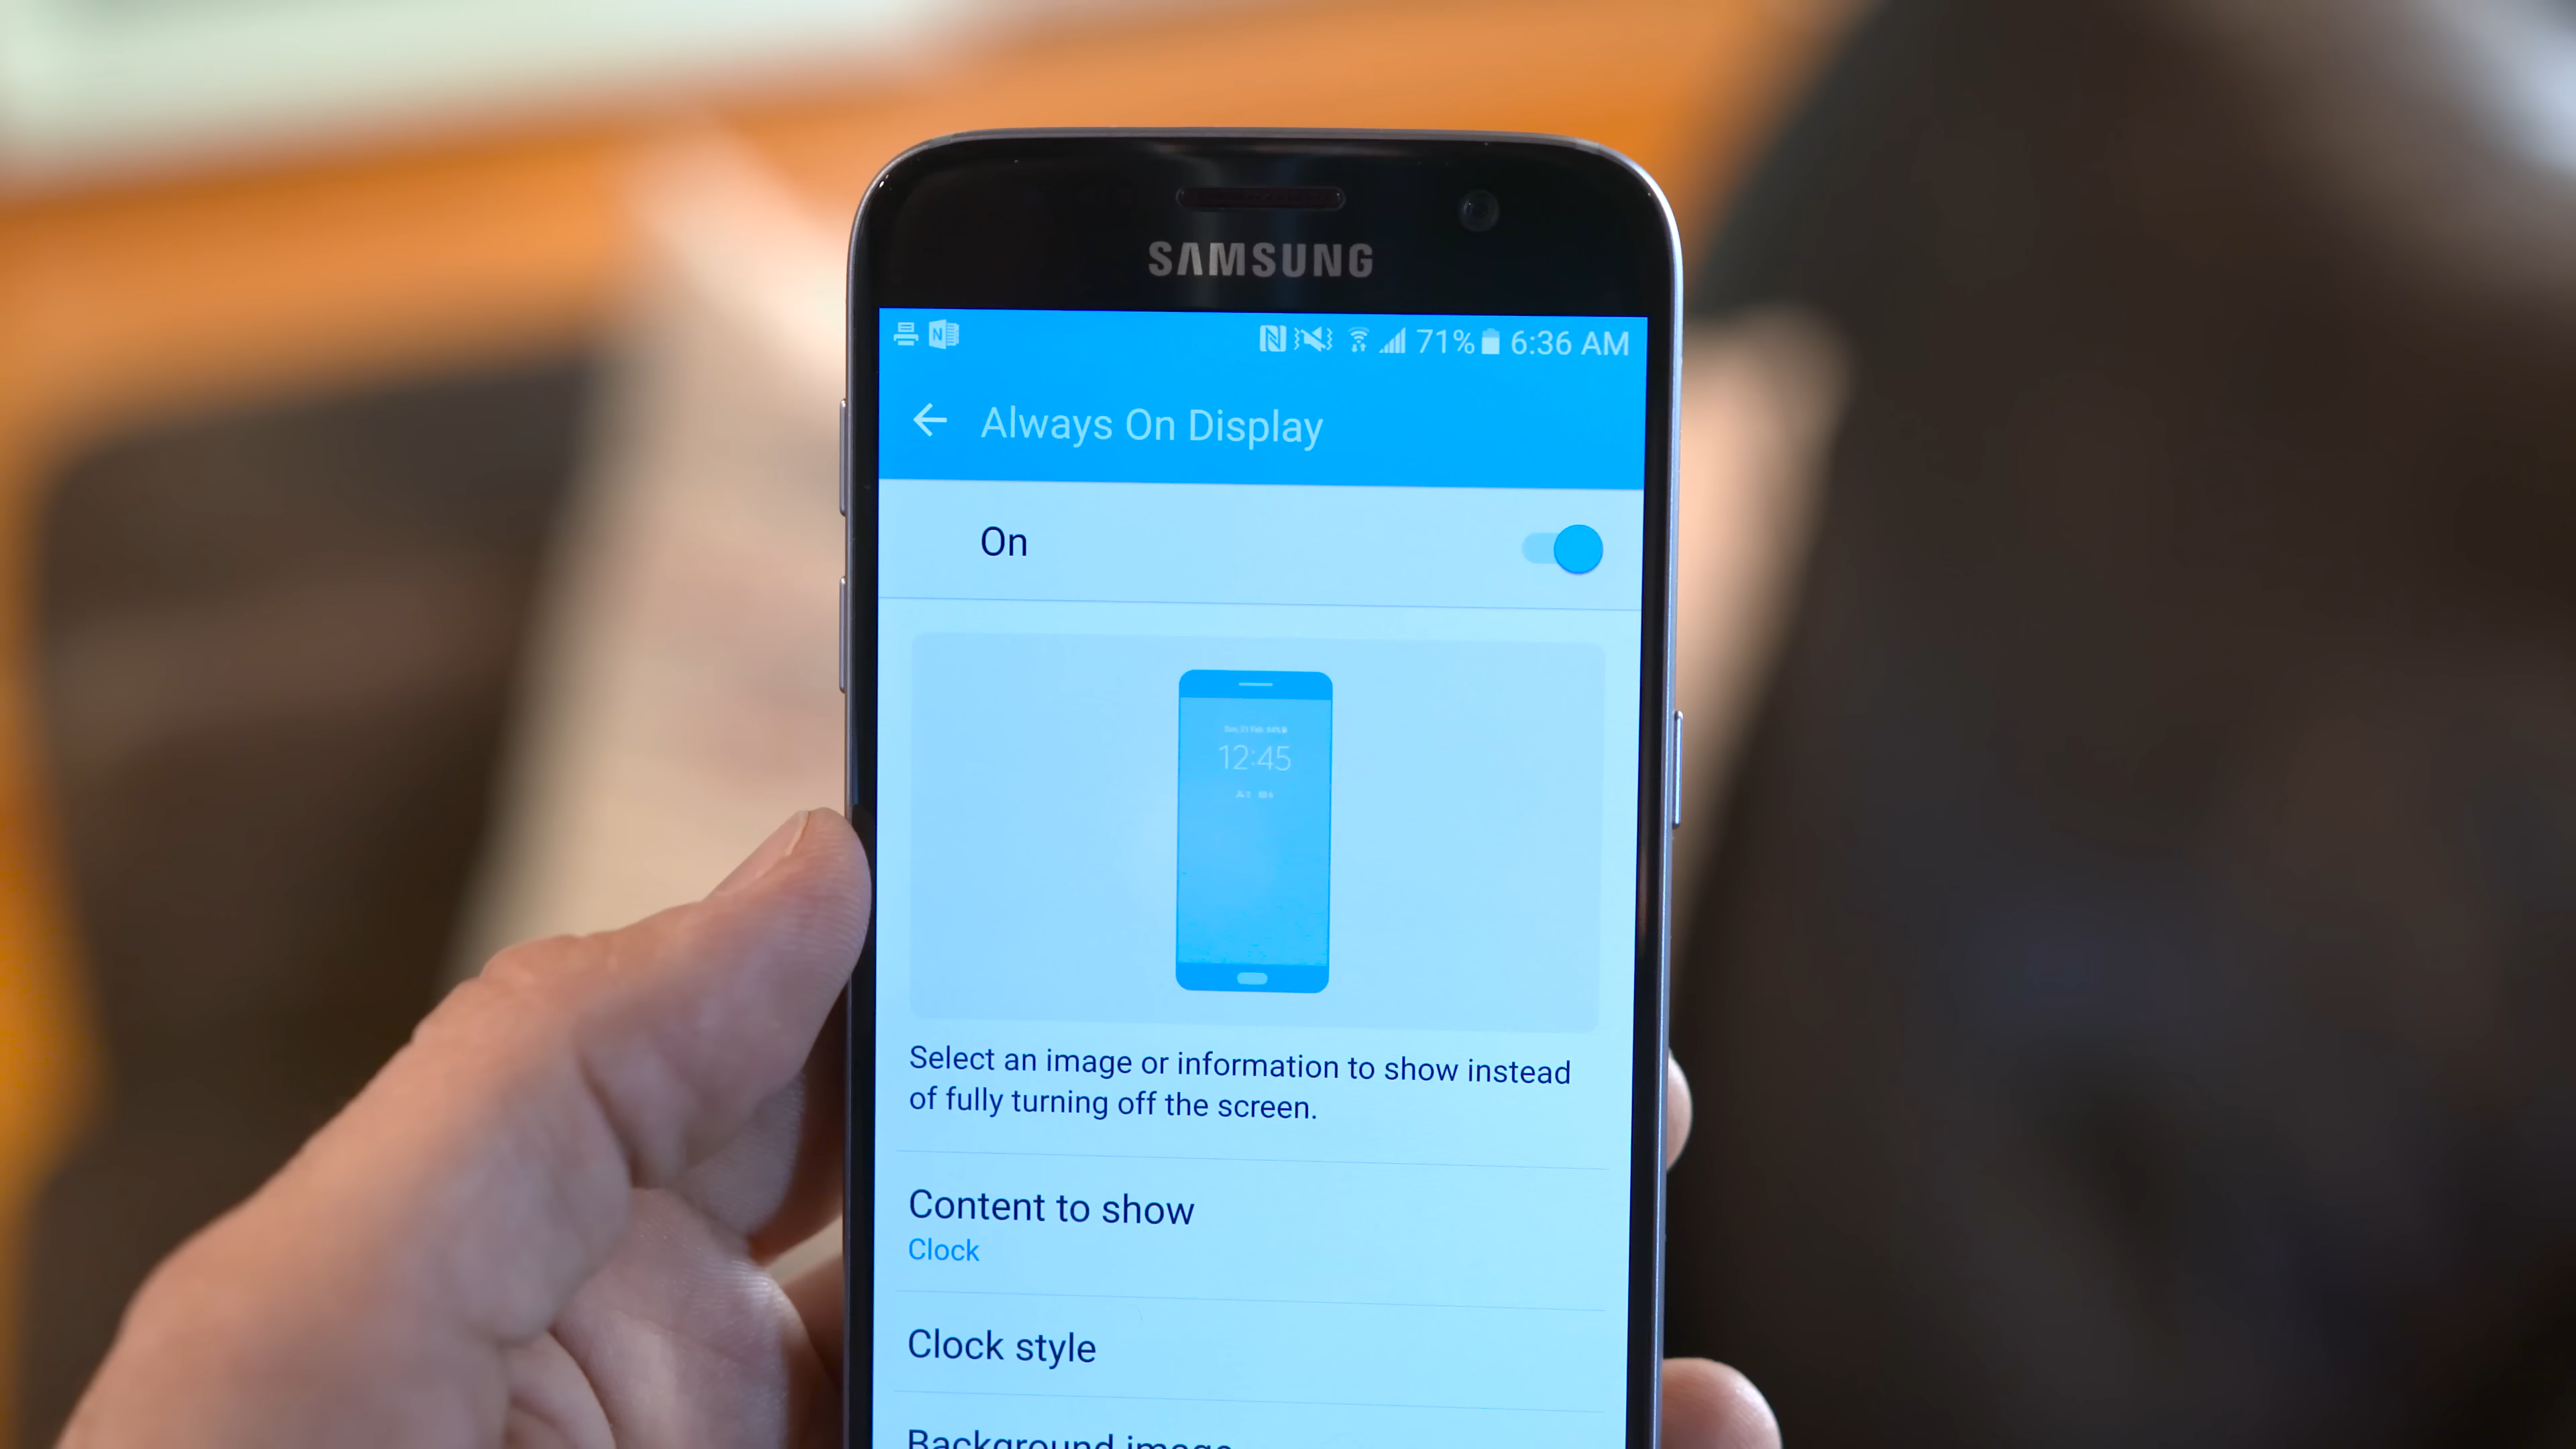 SAMSUNG
71% 6:36 AM
Always On Display
On
12:45
Select an image or information to show instead
of fully turning off the screen.
Content to show
Clock
Clock style
Background image